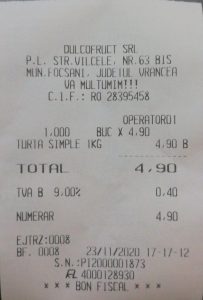 DULCOFRUCT SRL
P.L. STR.VILCELE, NR.63 BIS
MUN.FOCSANI, JUDETUL VRANCEA
VA MULTUMIM!!!
C.I.F.: RO 28395458
OPERATOR01
1,000 BUC X 4,90
TURTA SIMPLE 1KG 4,90 B
TOTAL 4,90
TVA B 9,00% 0,40
NUMERAR 4,90
EJTRZ:0008
BF. 0008 23/11/2020 17-17-12
S.N.:PI2000001873
4000128930
* * * BON FISCAL * * *